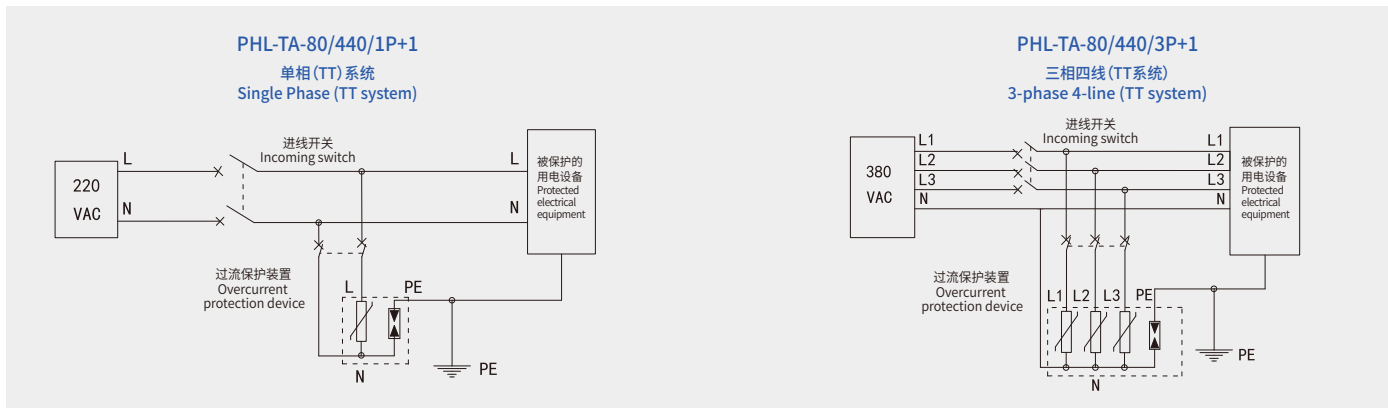 PHL-TA-80/440/1P+1
单相(TT)系统
Single Phase (TT system)
进线开关
Incoming switch
L
L
220
VAC
N
N
被保护的
用电设备
Protected
electrical
equipment
过流保护装置
Overcurrent
protection device
L
PE
N
PE
PHL-TA-80/440/3P+1
三相四线(TT系统)
3-phase 4-line (TT system)
进线开关
Incoming switch
L1
L1
L2
L2
L3
L3
N
N
380
VAC
被保护的
用电设备
Protected
electrical
equipment
过流保护装置
Overcurrent
protection device
L1
L2
L3
PE
N
PE